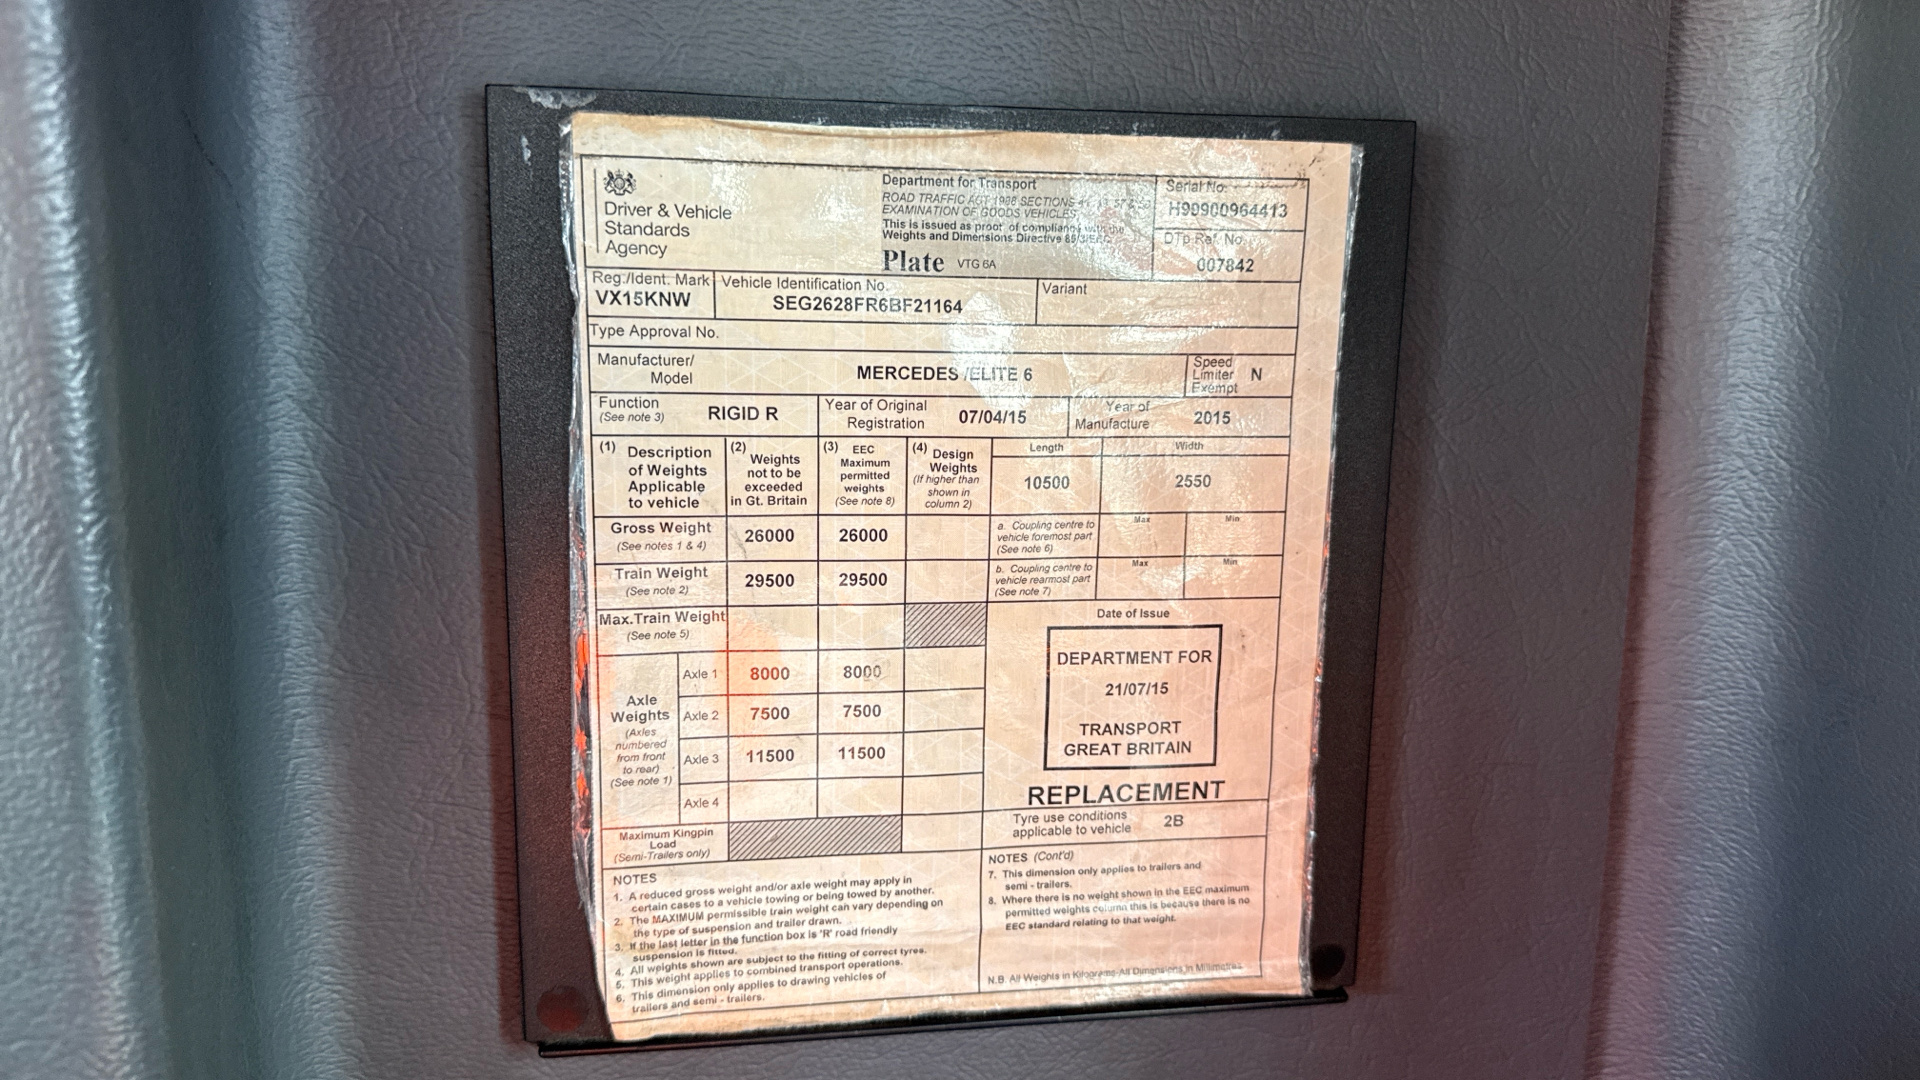 Driver & Vehicle
Standards
Agency
Department for Transport
ROAD TRAFFIC ACT 1988 SECTIONS
EXAMINATION OF GOODS VEHICLES
This is issued as proof of compliance with the
Weights and Dimensions Directive
Plate VTG 6A
Serial No.
H90900964413
DTp Ref. No.
007842
Reg./Ident. Mark
VX15KNW
Vehicle Identification No.
SEG2628FR6BF21164
Variant
Type Approval No.
Manufacturer/
Model
MERCEDES /ELITE 6
Speed
Limiter
Exempt
N
Function
(See note 3)
RIGID R
Year of Original
Registration
07/04/15
Year of
Manufacture
2015
(1) Description
of Weights
Applicable
to vehicle
(2) Weights
not to be
exceeded
in Gt. Britain
(3) EEC
Maximum
permitted
weights
(See note 8)
(4) Design
Weights
(If higher than
shown in
column 2)
Length
10500
Width
2550
Gross Weight
(See notes 1 & 4)
26000
26000
a. Coupling centre to
vehicle foremost part
(See note 6)
Max
Min
Train Weight
(See note 2)
29500
29500
b. Coupling centre to
vehicle rearmost part
(See note 7)
Max
Min
Max.Train Weight
(See note 5)
Axle
Weights
(Axles
numbered
from front
to rear)
(See note 1)
Axle 1 8000 8000
Axle 2 7500 7500
Axle 3 11500 11500
Axle 4
Maximum Kingpin
Load
(Semi-Trailers only)
Date of Issue
DEPARTMENT FOR
21/07/15
TRANSPORT
GREAT BRITAIN
REPLACEMENT
Tyre use conditions
applicable to vehicle
2B
NOTES
1. A reduced gross weight and/or axle weight may apply in
certain cases to a vehicle towing or being towed by another.
2. The MAXIMUM permissible train weight can vary depending on
the type of suspension and trailer drawn.
3. If the last letter in the function box is 'R' road friendly
suspension is fitted.
4. All weights shown are subject to the fitting of correct tyres.
5. This weight applies to combined transport operations.
6. This dimension only applies to drawing vehicles of
trailers and semi - trailers.
NOTES (Cont'd)
7. This dimension only applies to trailers and
semi - trailers.
8. Where there is no weight shown in the EEC maximum
permitted weights column this is because there is no
EEC standard relating to that weight.
N.B. All Weights in Kilograms-All Dimensions in Millimetres